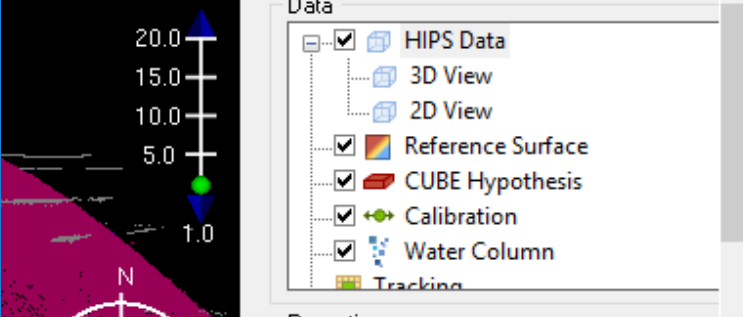 Data
20.0
15.0
10.0
5.0
1.0
N
HIPS Data
3D View
2D View
Reference Surface
CUBE Hypothesis
Calibration
Water Column
Tracking